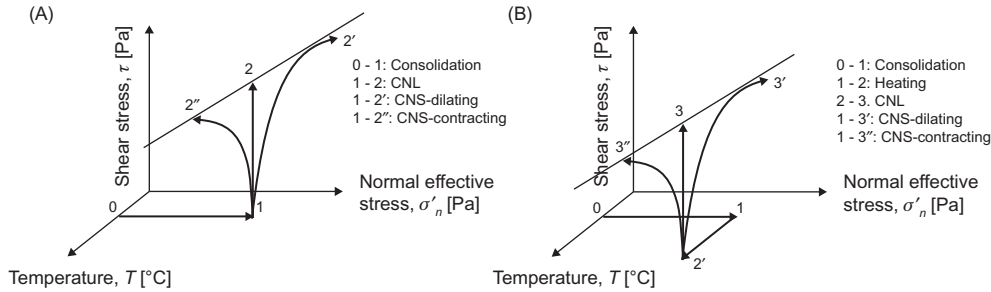 (A)
Shear stress, τ [Pa]
2′
2
2″
0
1
0 - 1: Consolidation
1 - 2: CNL
1 - 2′: CNS-dilating
1 - 2″: CNS-contracting
Normal effective
stress, σ′n [Pa]
Temperature, T [°C]
(B)
Shear stress, τ [Pa]
3′
3
3″
0
1
2′
0 - 1: Consolidation
1 - 2: Heating
2 - 3. CNL
1 - 3′: CNS-dilating
1 - 3″: CNS-contracting
Normal effective
stress, σ′n [Pa]
Temperature, T [°C]